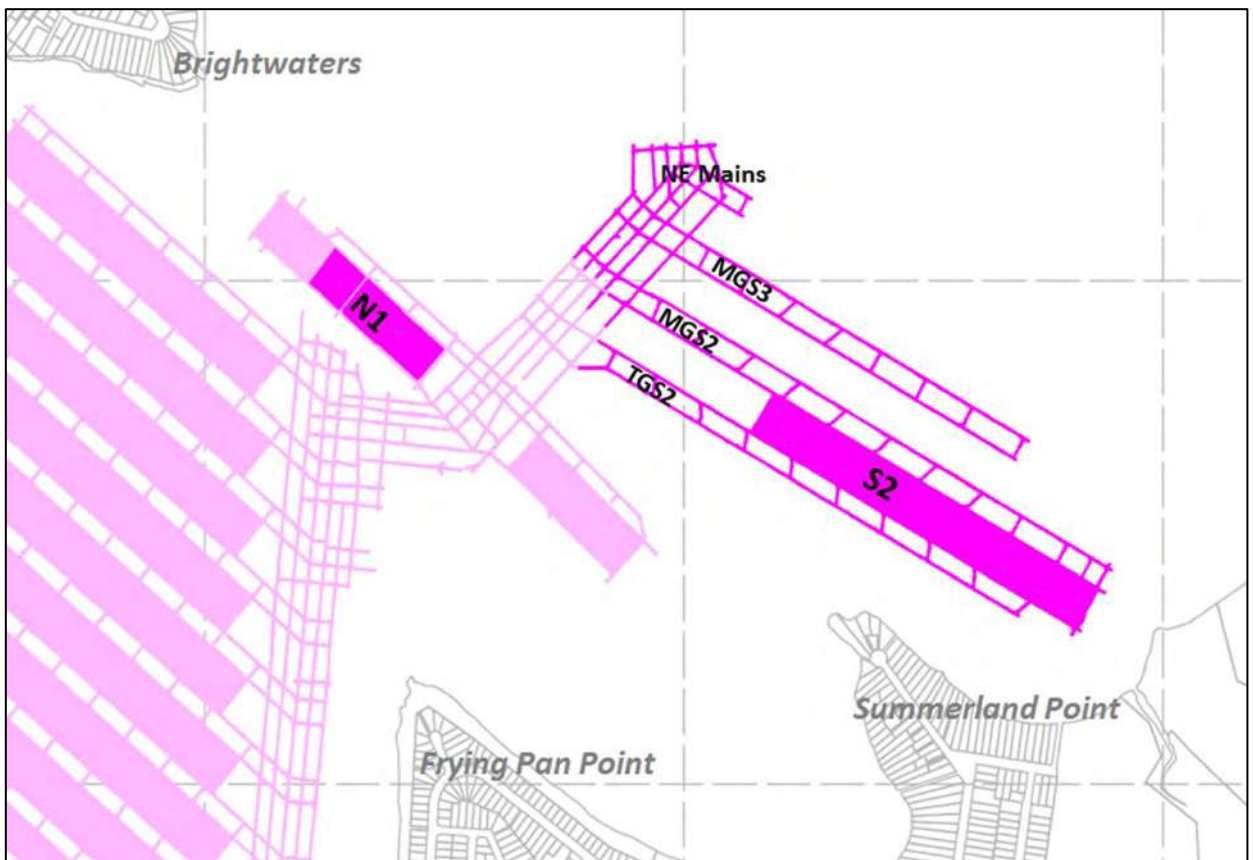 Brightwaters
NE Mains
MGS3
N1
MGS2
TGS2
S2
Summerland Point
Frying Pan Point